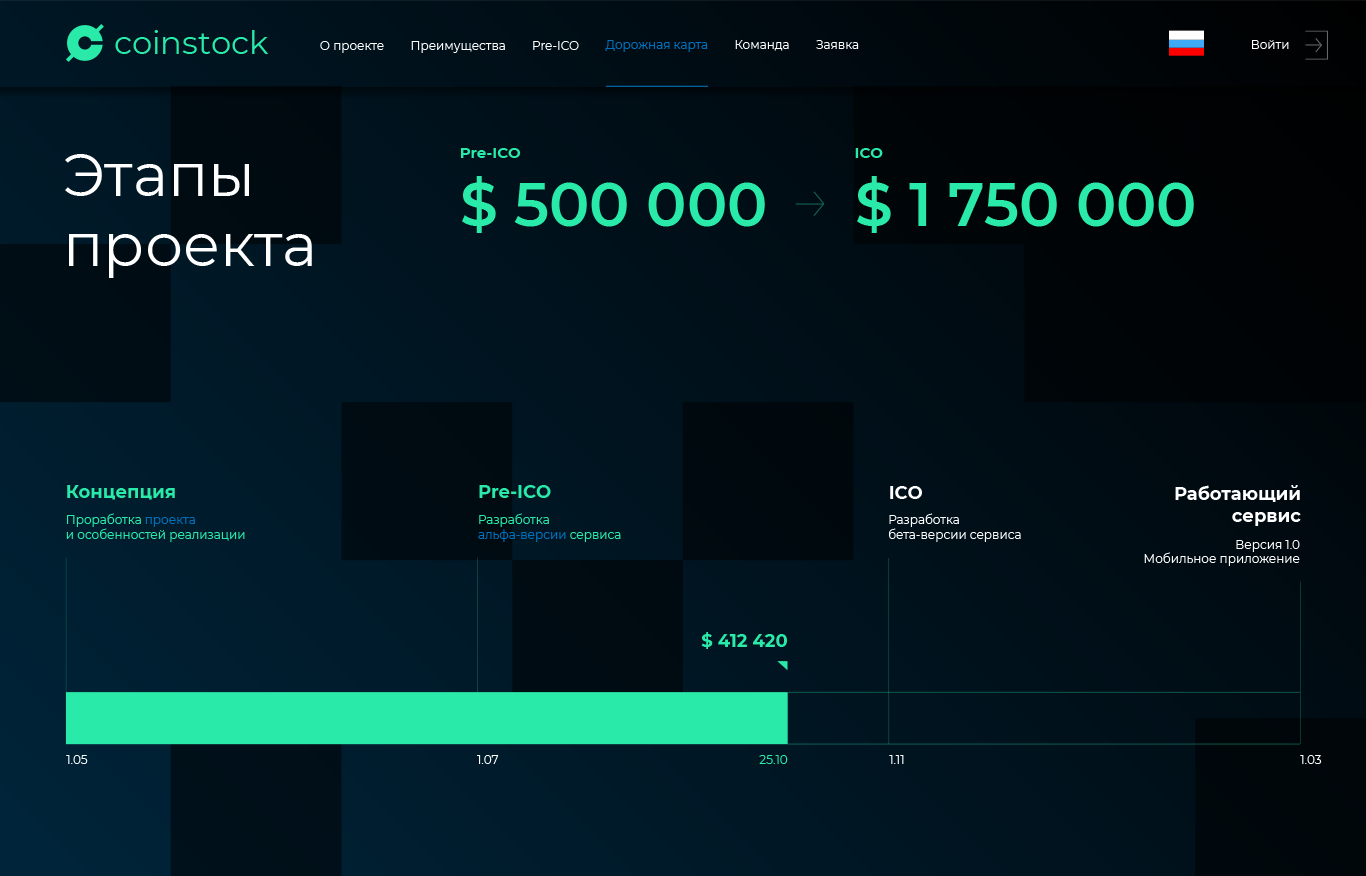 coinstock
О проекте
Преимущества
Pre-ICO
Дорожная карта
Команда
Заявка
Войти
Этапы
проекта
Pre-ICO
$ 500 000
ICO
$ 1 750 000
Концепция
Проработка проекта
и особенностей реализации
Pre-ICO
Разработка
альфа-версии сервиса
ICO
Разработка
бета-версии сервиса
Работающий
сервис
Версия 1.0
Мобильное приложение
$ 412 420
1.05
1.07
25.10
1.11
1.03